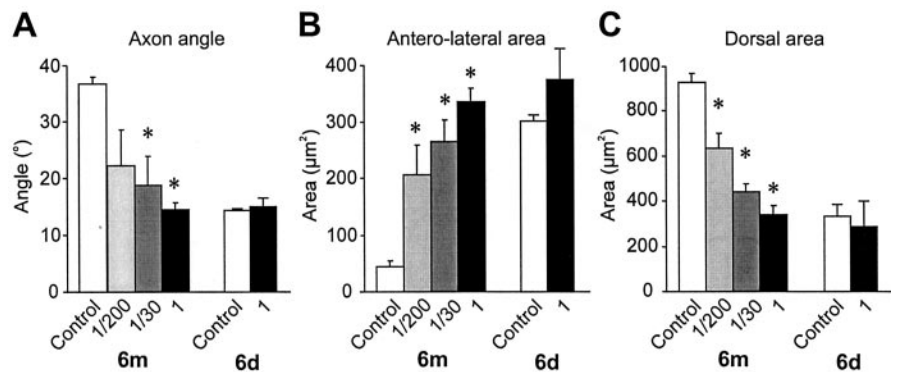 A Axon angle
Angle (°)
40
30
20
10
0
Control 1/200 1/30 1 Control 1
6m 6d
B Antero-lateral area
Area (µm²)
400
300
200
100
0
* * *
Control 1/200 1/30 1 Control 1
6m 6d
C Dorsal area
Area (µm²)
1000
800
600
400
200
0
* * *
Control 1/200 1/30 1 Control 1
6m 6d